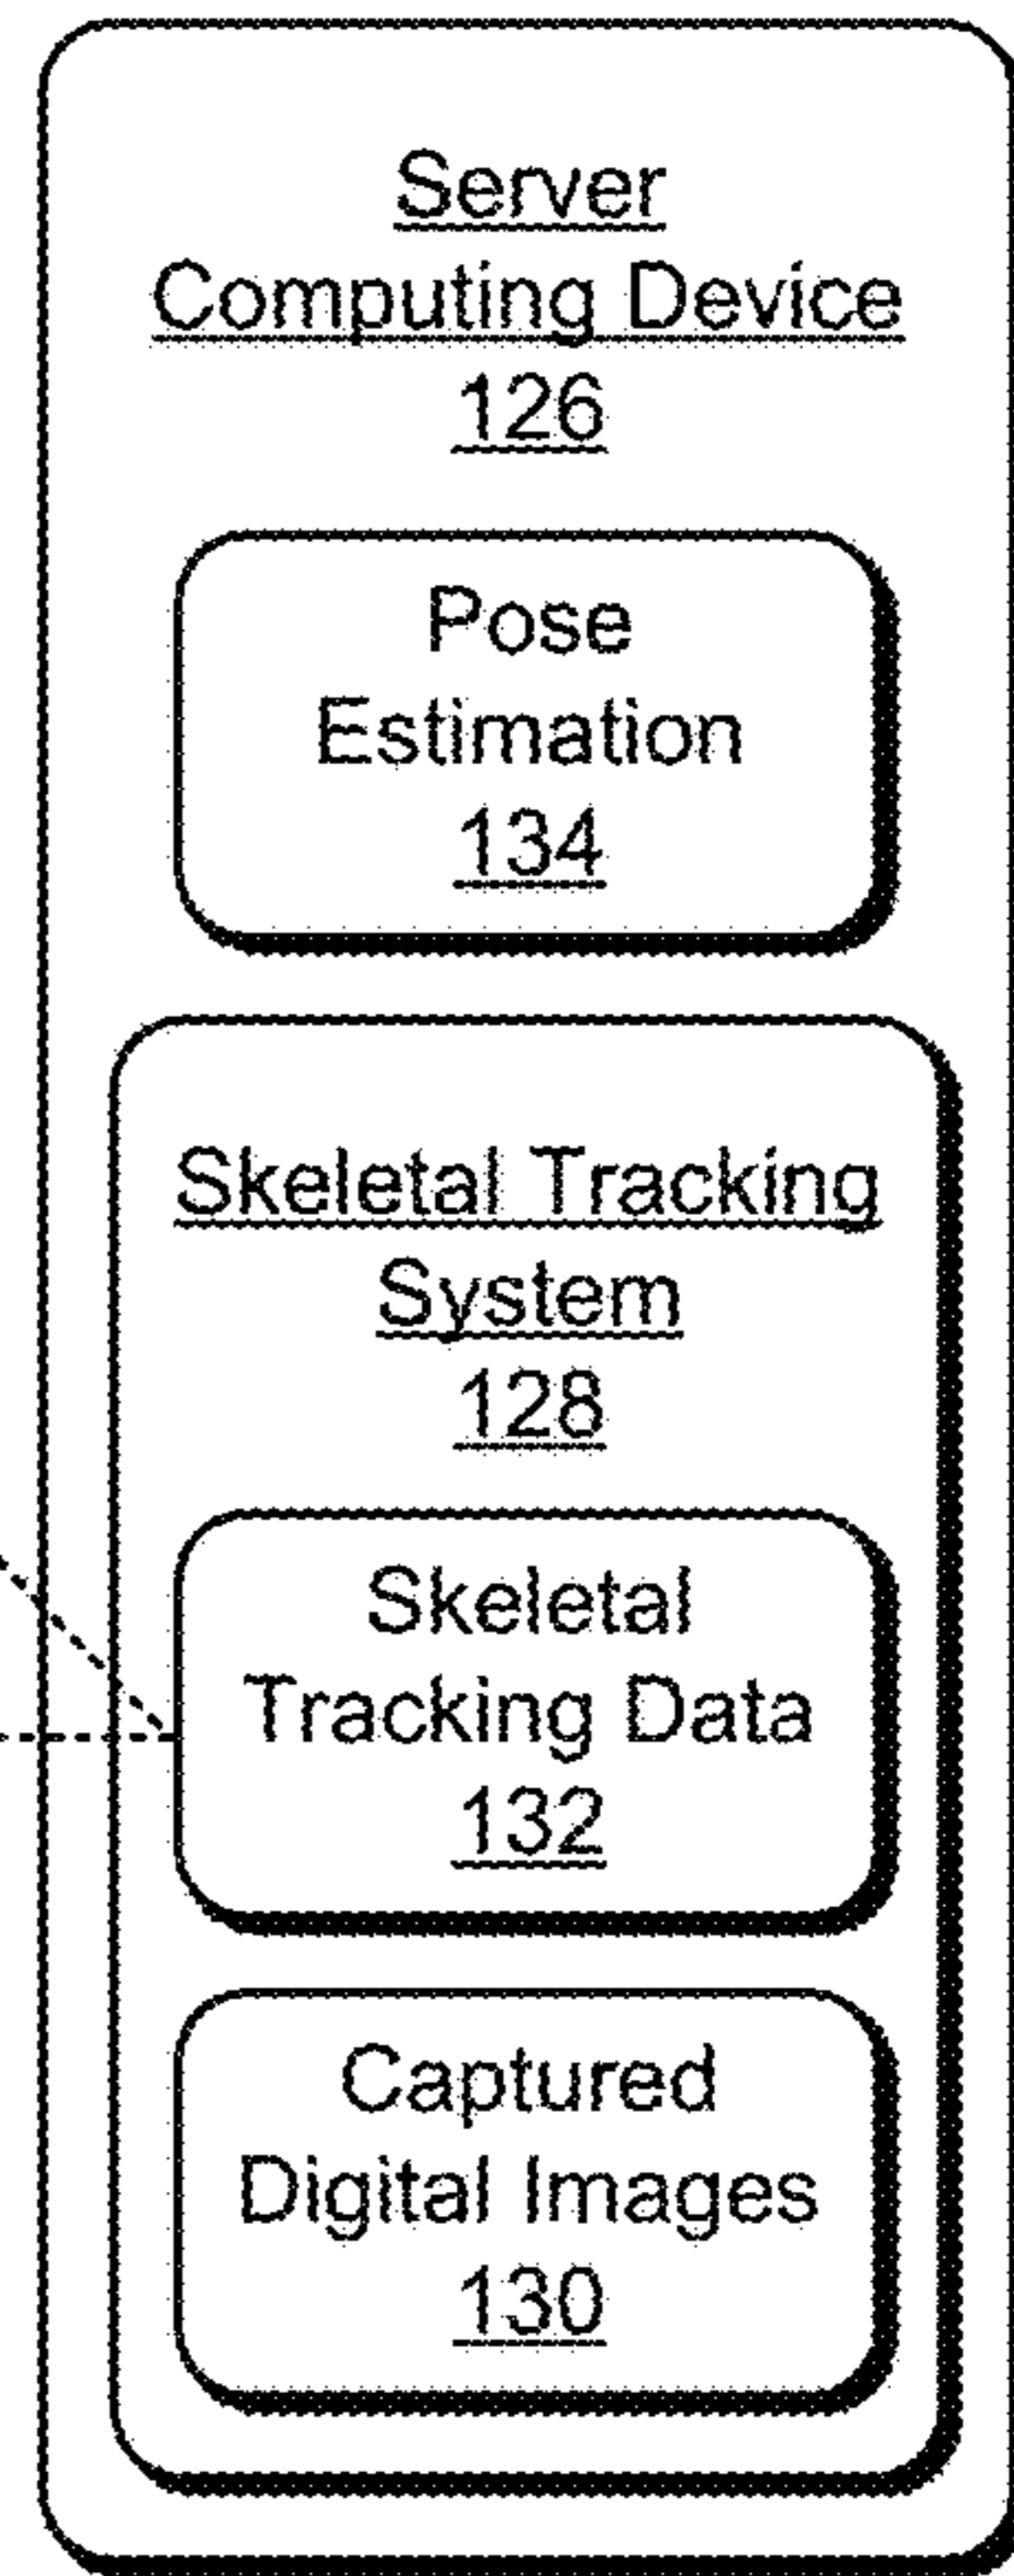 Server
Computing Device
126
Pose
Estimation
134
Skeletal Tracking
System
128
Skeletal
Tracking Data
132
Captured
Digital Images
130